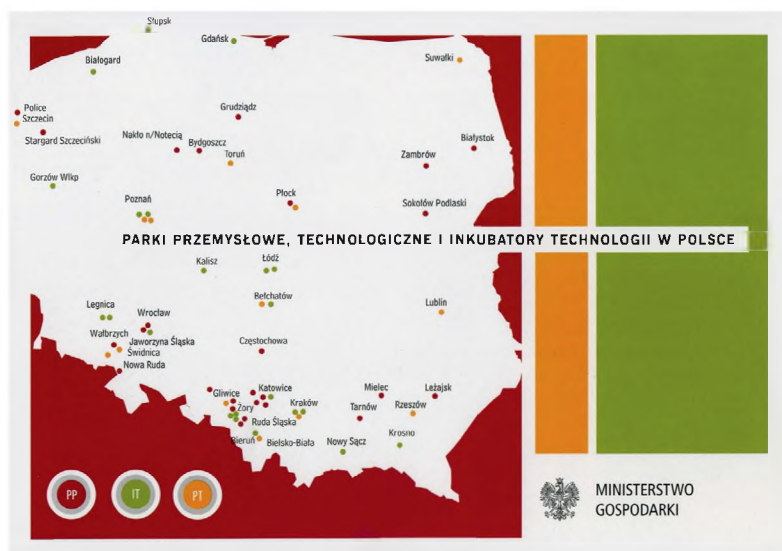 Słupsk
Gdańsk
Suwałki
Białogard
Police
Szczecin
Stargard Szczeciński
Grudziądz
Nakło n/Notecią
Bydgoszcz
Toruń
Białystok
Zambrów
Gorzów Wlkp
Poznań
Płock
Sokołów Podlaski
PARKI PRZEMYSŁOWE, TECHNOLOGICZNE I INKUBATORY TECHNOLOGII W POLSCE
Kalisz
Łódź
Bełchatów
Lublin
Legnica
Wrocław
Wałbrzych
Jaworzyna Śląska
Świdnica
Nowa Ruda
Częstochowa
Gliwice
Katowice
Żory
Kraków
Mielec
Leżajsk
Tarnów
Rzeszów
Ruda Śląska
Bieruń
Bielsko-Biała
Nowy Sącz
Krosno
PP
IT
PT
MINISTERSTWO
GOSPODARKI